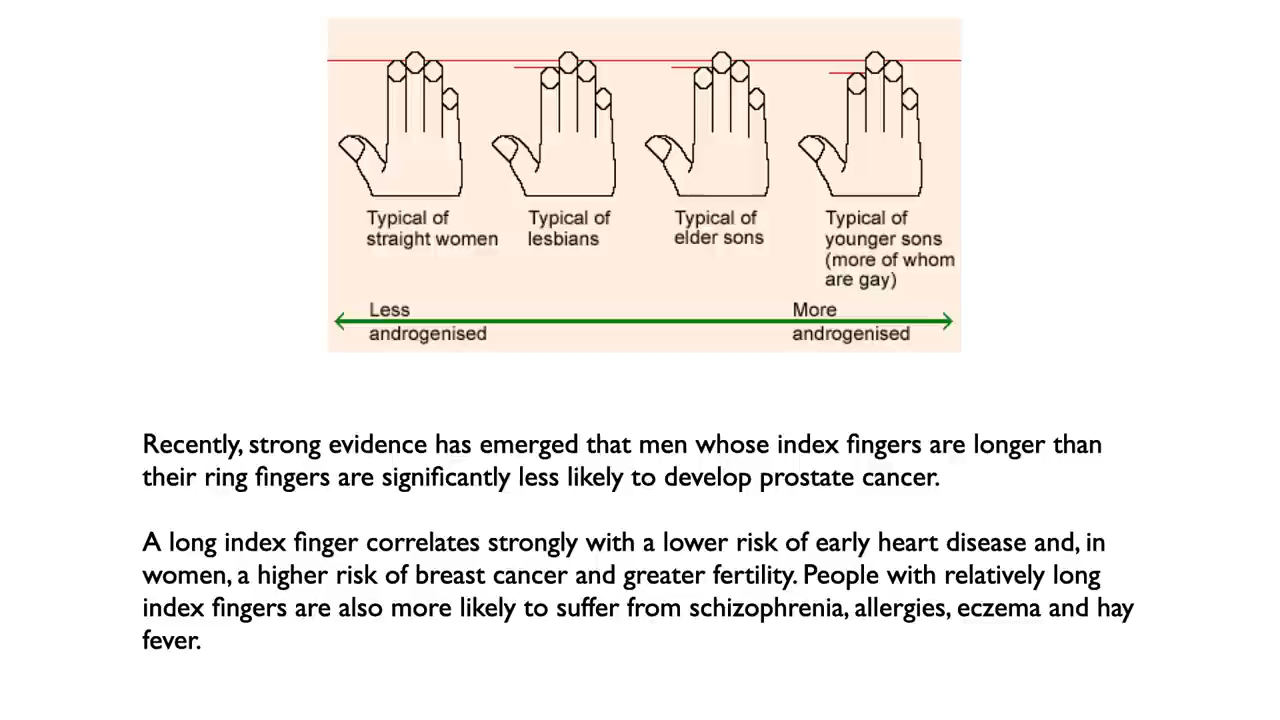 Typical of
straight women
Typical of
lesbians
Typical of
elder sons
Typical of
younger sons
(more of whom
are gay)
Less
androgenised
More
androgenised
Recently, strong evidence has emerged that men whose index fingers are longer than
their ring fingers are significantly less likely to develop prostate cancer.
A long index finger correlates strongly with a lower risk of early heart disease and, in
women, a higher risk of breast cancer and greater fertility. People with relatively long
index fingers are also more likely to suffer from schizophrenia, allergies, eczema and hay
fever.